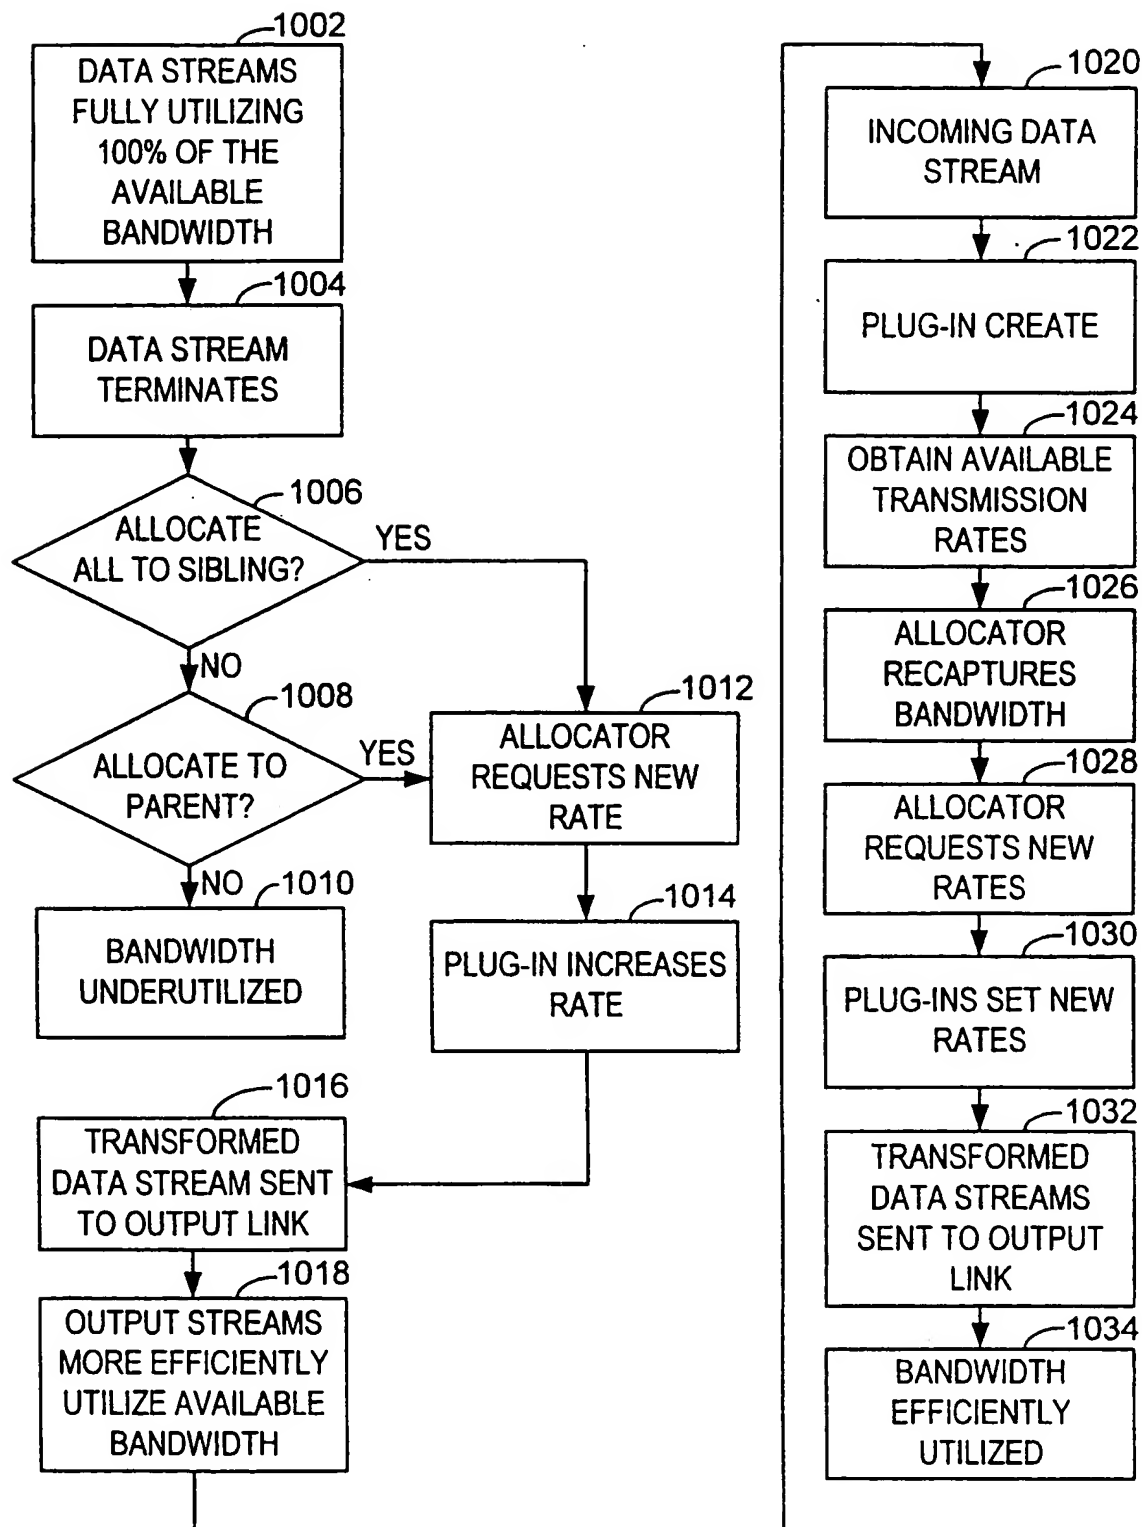 1002
DATA STREAMS
FULLY UTILIZING
100% OF THE
AVAILABLE
BANDWIDTH
1004
DATA STREAM
TERMINATES
1006
ALLOCATE
ALL TO SIBLING?
YES
NO
1008
ALLOCATE TO
PARENT?
YES
NO
1010
BANDWIDTH
UNDERUTILIZED
1012
ALLOCATOR
REQUESTS NEW
RATE
1014
PLUG-IN INCREASES
RATE
1016
TRANSFORMED
DATA STREAM SENT
TO OUTPUT LINK
1018
OUTPUT STREAMS
MORE EFFICIENTLY
UTILIZE AVAILABLE
BANDWIDTH
1020
INCOMING DATA
STREAM
1022
PLUG-IN CREATE
1024
OBTAIN AVAILABLE
TRANSMISSION
RATES
1026
ALLOCATOR
RECAPTURES
BANDWIDTH
1028
ALLOCATOR
REQUESTS NEW
RATES
1030
PLUG-INS SET NEW
RATES
1032
TRANSFORMED
DATA STREAMS
SENT TO OUTPUT
LINK
1034
BANDWIDTH
EFFICIENTLY
UTILIZED